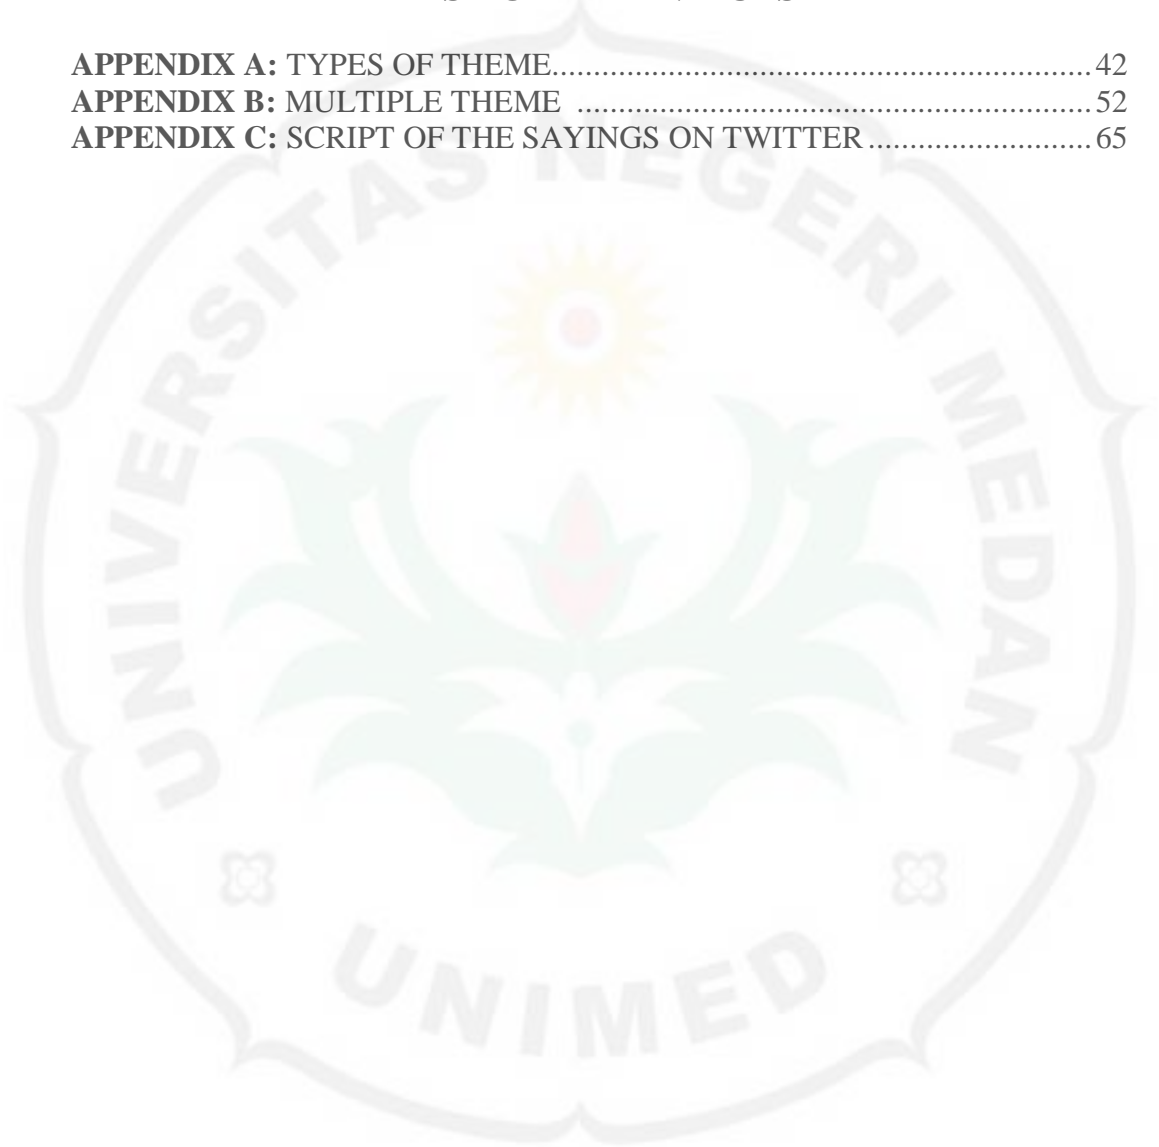 APPENDIX A: TYPES OF THEME.................................................................. 42
APPENDIX B: MULTIPLE THEME ............................................................... 52
APPENDIX C: SCRIPT OF THE SAYINGS ON TWITTER........................... 65
UNIVERSITAS NEGERI MEDAN
UNIMED